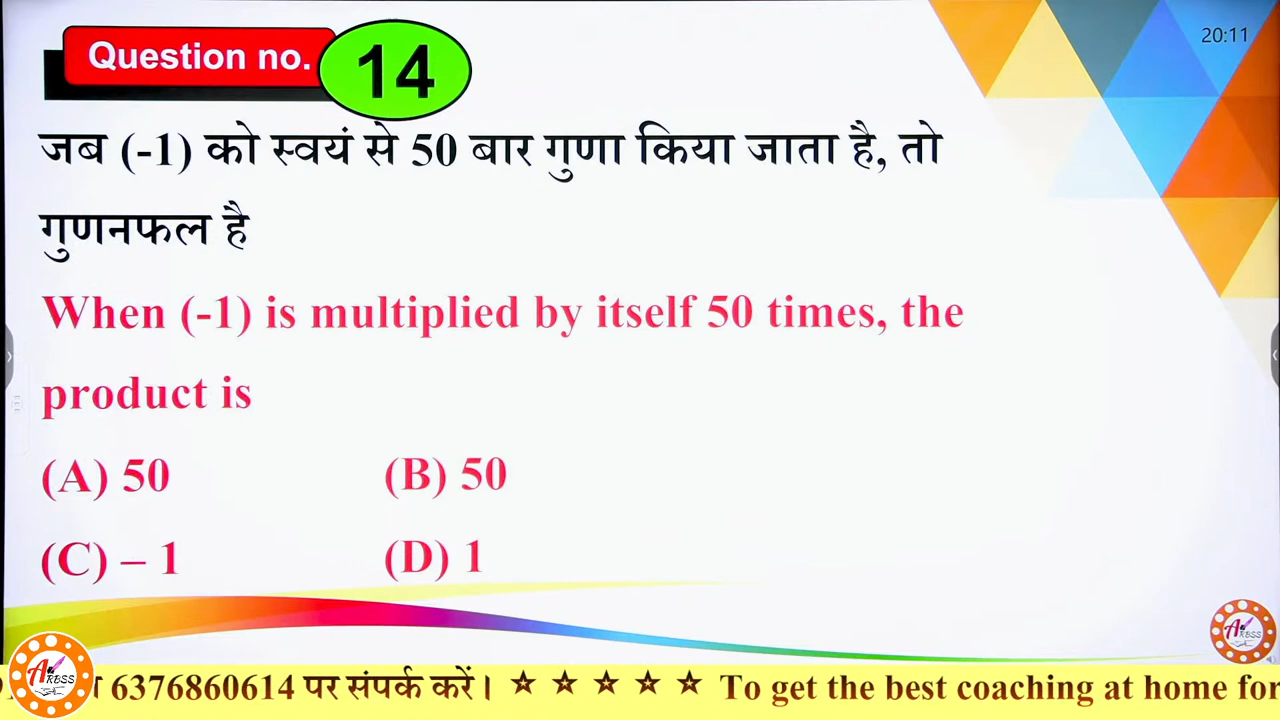 Question no. 14
20:11
जब (-1) को स्वयं से 50 बार गुणा किया जाता है, तो
गुणनफल है
When (-1) is multiplied by itself 50 times, the
product is
(A) 50 (B) 50
(C) – 1 (D) 1
6376860614 पर संपर्क करें। ☆ ☆ ☆ ☆ ☆ To get the best coaching at home for